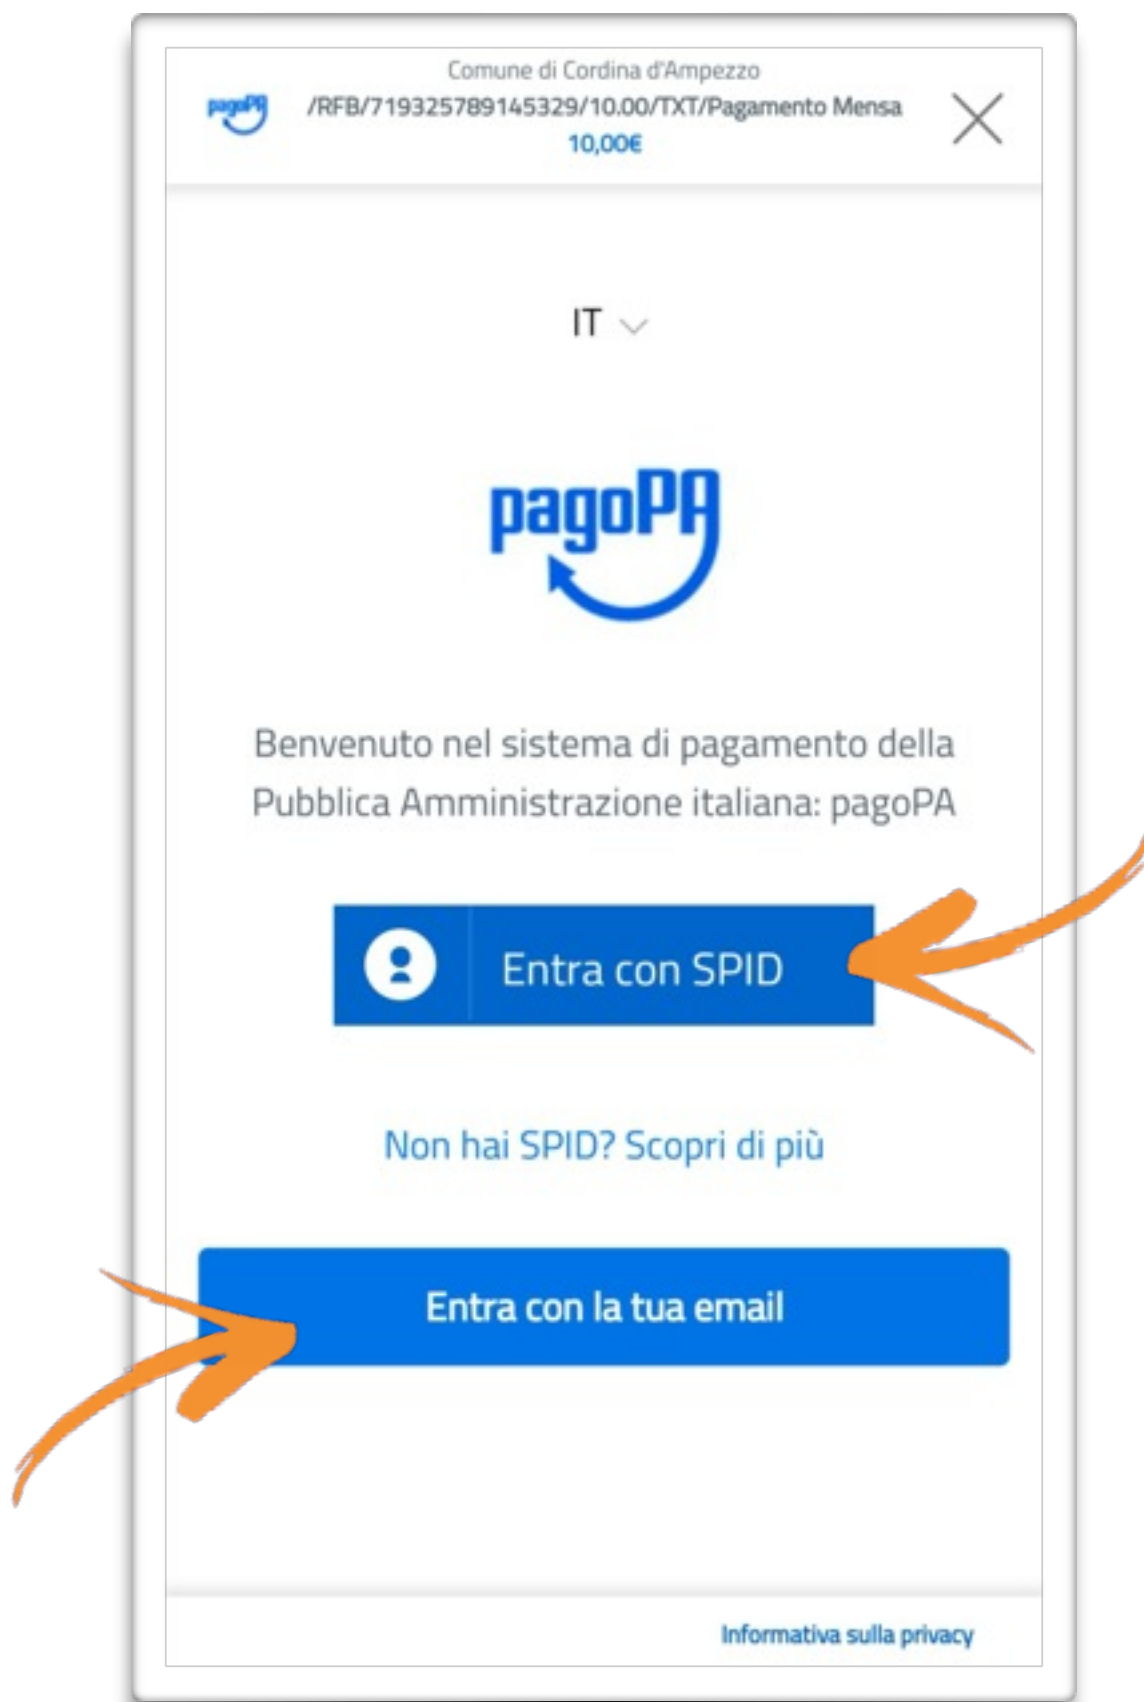 Comune di Cordina d'Ampezzo
pagoPA
/RFB/719325789145329/10.00/TXT/Pagamento Mensa
10,00€
IT
pagoPA
Benvenuto nel sistema di pagamento della
Pubblica Amministrazione italiana: pagoPA
Entra con SPID
Non hai SPID? Scopri di più
Entra con la tua email
Informativa sulla privacy